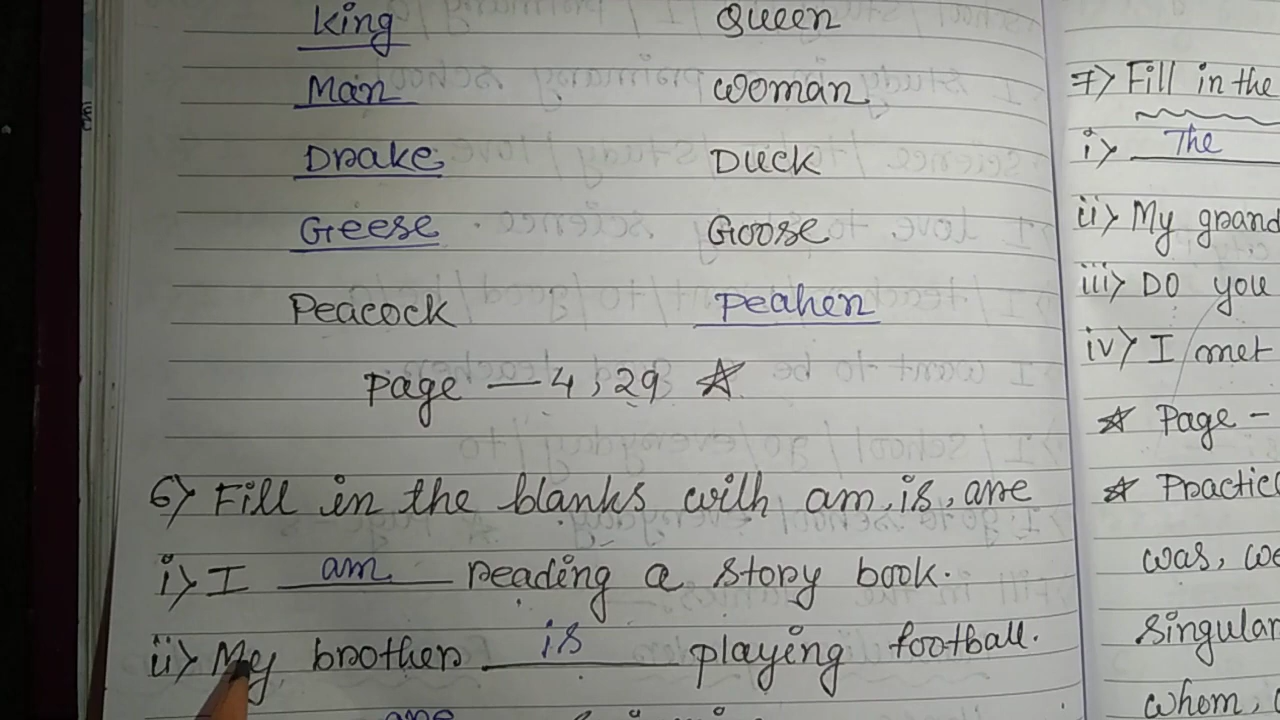 King Queen
Man Woman
Drake Duck
Geese Goose
Peacock Peahen
Page — 4, 29 ☆
6) Fill in the blanks with am, is, are
i) I am reading a story book.
ii) My brother is playing football.
are
7) Fill in the
i) The
ii) My grand
iii) Do you
iv) I met
☆ Page -
☆ Practic
was, we
singular
whom,